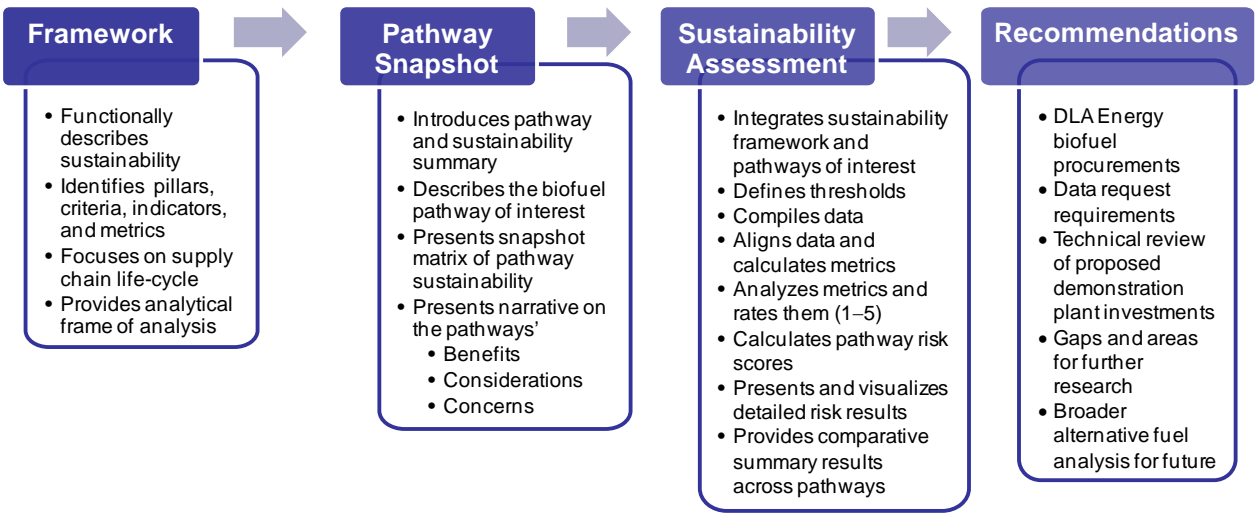 Framework
• Functionally
describes
sustainability
• Identifies pillars,
criteria, indicators,
and metrics
• Focuses on supply
chain life-cycle
• Provides analytical
frame of analysis
Pathway
Snapshot
• Introduces pathway
and sustainability
summary
• Describes the biofuel
pathway of interest
• Presents snapshot
matrix of pathway
sustainability
• Presents narrative on
the pathways’
• Benefits
• Considerations
• Concerns
Sustainability
Assessment
• Integrates sustainability
framework and
pathways of interest
• Defines thresholds
• Compiles data
• Aligns data and
calculates metrics
• Analyzes metrics and
rates them (1–5)
• Calculates pathway risk
scores
• Presents and visualizes
detailed risk results
• Provides comparative
summary results
across pathways
Recommendations
• DLA Energy
biofuel
procurements
• Data request
requirements
• Technical review
of proposed
demonstration
plant investments
• Gaps and areas
for further
research
• Broader
alternative fuel
analysis for future